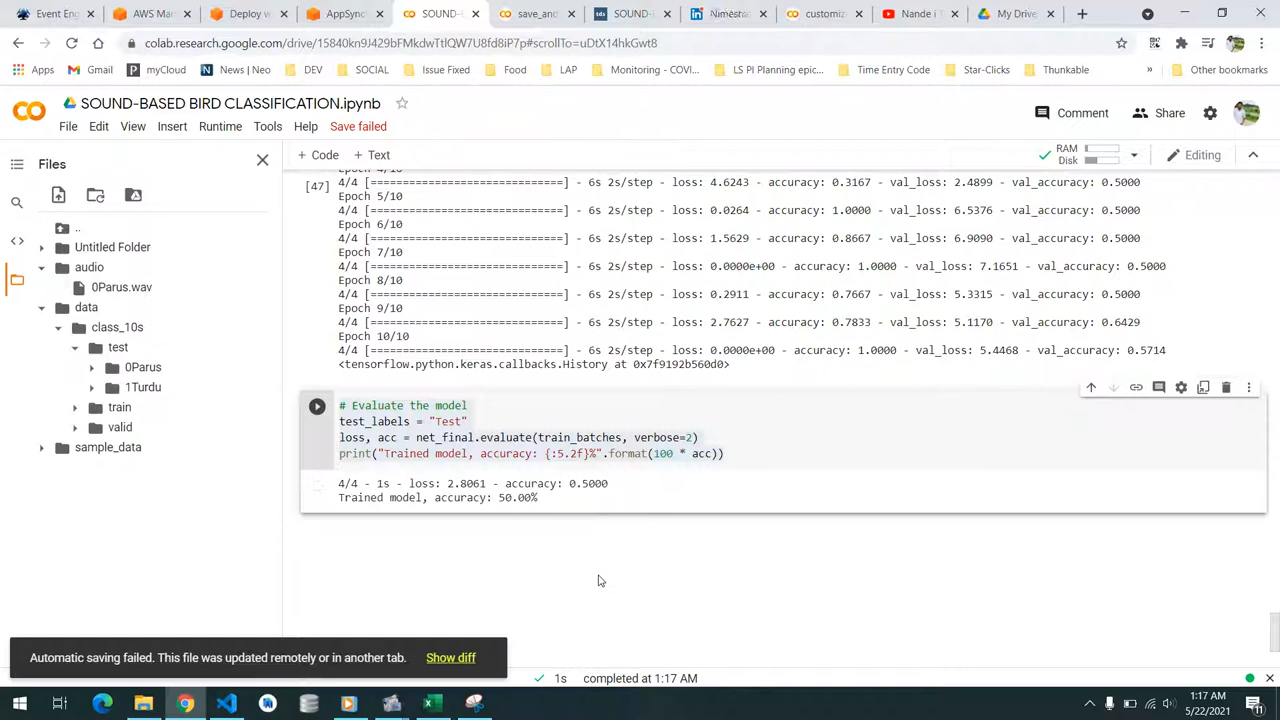 Event Eng
AWS Mar
Deploy w
AppSync
SOUND-E
save_and
SOUND-E
Nimesha
customiz
Nande i T
My Drive
colab.research.google.com/drive/15840kn9J429bFMkdwTtlQW7U8fd8iP7p#scrollTo=uDtX14hkGwt8
Apps
Gmail
myCloud
News | Neo
DEV
SOCIAL
Issue Fixed
Food
LAP
Monitoring - COVI...
LS PI Planning epic...
Time Entry Code
Star-Clicks
Thunkable
»
Other bookmarks
SOUND-BASED BIRD CLASSIFICATION.ipynb
Comment
Share
File Edit View Insert Runtime Tools Help Save failed
Files
+ Code + Text
RAM
Disk
Editing
..
Untitled Folder
audio
0Parus.wav
data
class_10s
test
0Parus
1Turdu
train
valid
sample_data
Epoch 4/10
[47] 4/4 [==============================] - 6s 2s/step - loss: 4.6243 - accuracy: 0.3167 - val_loss: 2.4899 - val_accuracy: 0.5000
Epoch 5/10
4/4 [==============================] - 6s 2s/step - loss: 0.0264 - accuracy: 1.0000 - val_loss: 6.5376 - val_accuracy: 0.5000
Epoch 6/10
4/4 [==============================] - 6s 2s/step - loss: 1.5629 - accuracy: 0.8667 - val_loss: 6.9090 - val_accuracy: 0.5000
Epoch 7/10
4/4 [==============================] - 6s 2s/step - loss: 0.0000e+00 - accuracy: 1.0000 - val_loss: 7.1651 - val_accuracy: 0.5000
Epoch 8/10
4/4 [==============================] - 6s 2s/step - loss: 0.2911 - accuracy: 0.7667 - val_loss: 5.3315 - val_accuracy: 0.5000
Epoch 9/10
4/4 [==============================] - 6s 2s/step - loss: 2.7627 - accuracy: 0.7833 - val_loss: 5.1170 - val_accuracy: 0.6429
Epoch 10/10
4/4 [==============================] - 6s 2s/step - loss: 0.0000e+00 - accuracy: 1.0000 - val_loss: 5.4468 - val_accuracy: 0.5714
<tensorflow.python.keras.callbacks.History at 0x7f9192b560d0>
# Evaluate the model
test_labels = "Test"
loss, acc = net_final.evaluate(train_batches, verbose=2)
print("Trained model, accuracy: {:5.2f}%".format(100 * acc))
4/4 - 1s - loss: 2.8061 - accuracy: 0.5000
Trained model, accuracy: 50.00%
Automatic saving failed. This file was updated remotely or in another tab. Show diff
1s completed at 1:17 AM
1:17 AM
5/22/2021